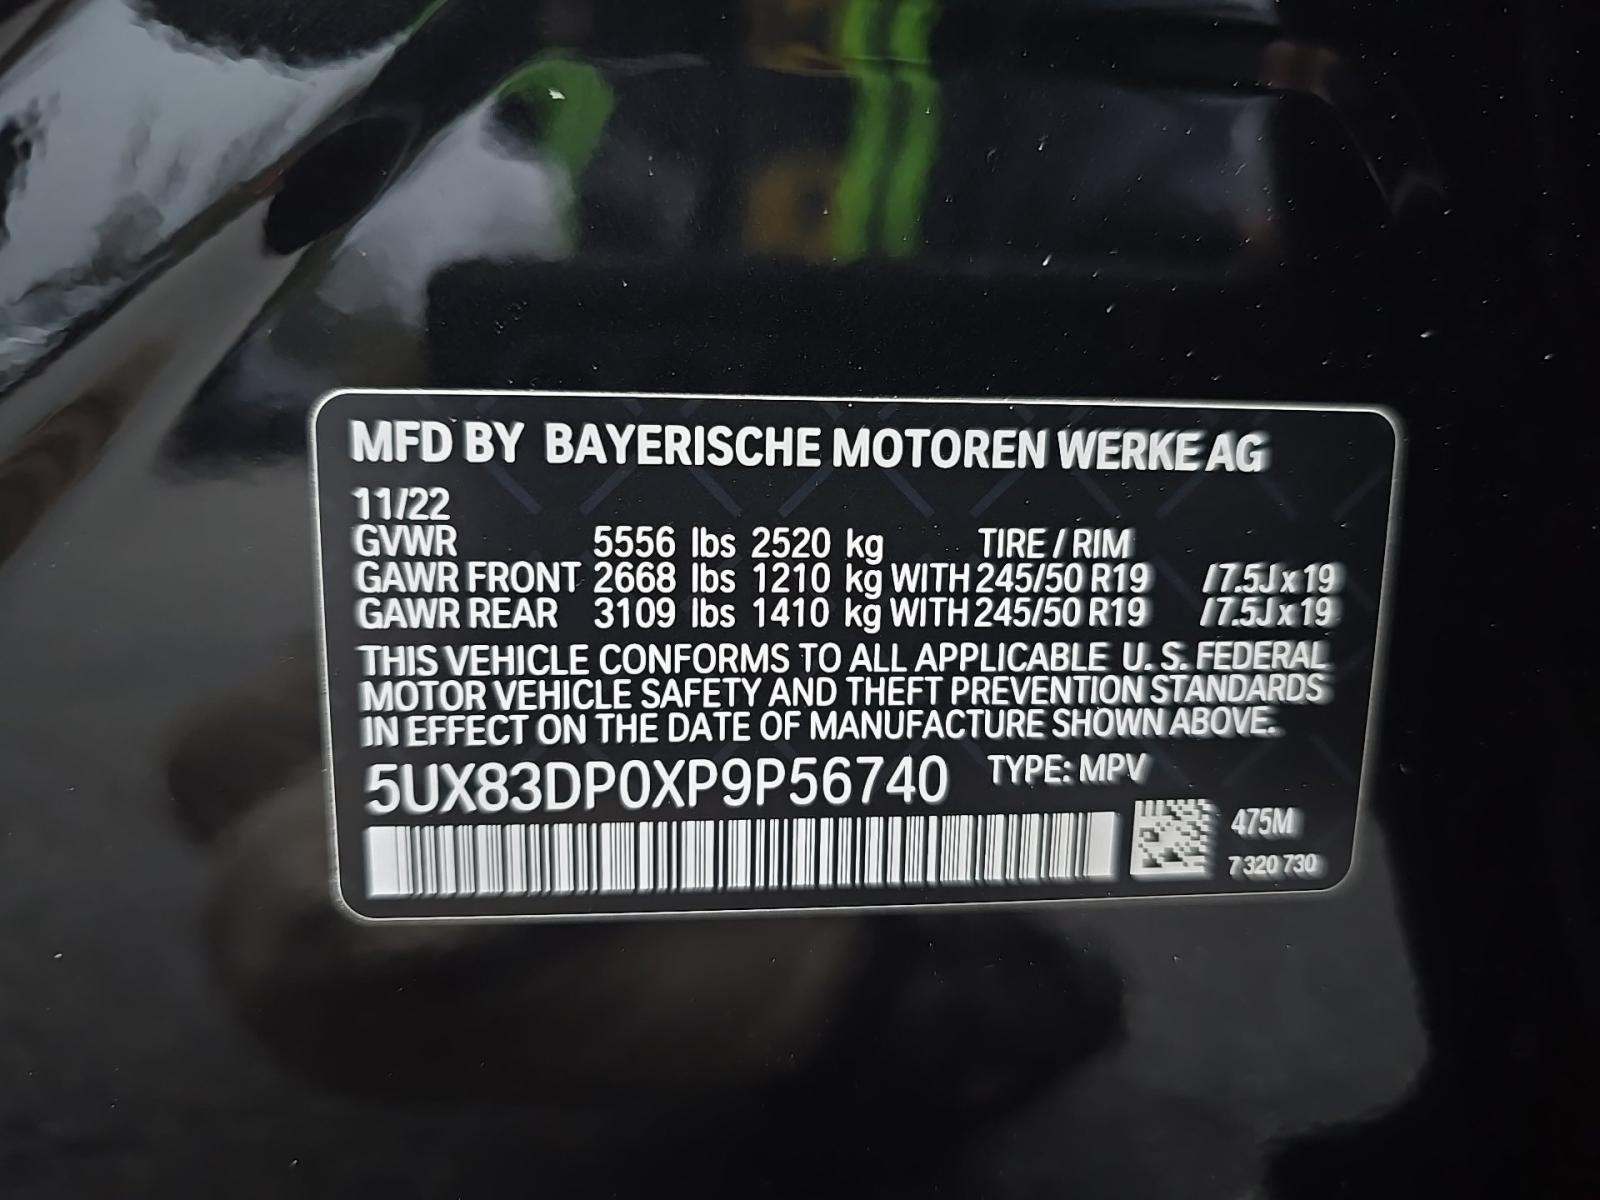 MFD BY BAYERISCHE MOTOREN WERKE AG
11/22
GVWR 5556 lbs 2520 kg TIRE / RIM
GAWR FRONT 2668 lbs 1210 kg WITH 245/50 R19 / 7.5J x 19
GAWR REAR 3109 lbs 1410 kg WITH 245/50 R19 / 7.5J x 19
THIS VEHICLE CONFORMS TO ALL APPLICABLE U. S. FEDERAL
MOTOR VEHICLE SAFETY AND THEFT PREVENTION STANDARDS
IN EFFECT ON THE DATE OF MANUFACTURE SHOWN ABOVE.
5UX83DP0XP9P56740 TYPE: MPV
475M
7 320 730